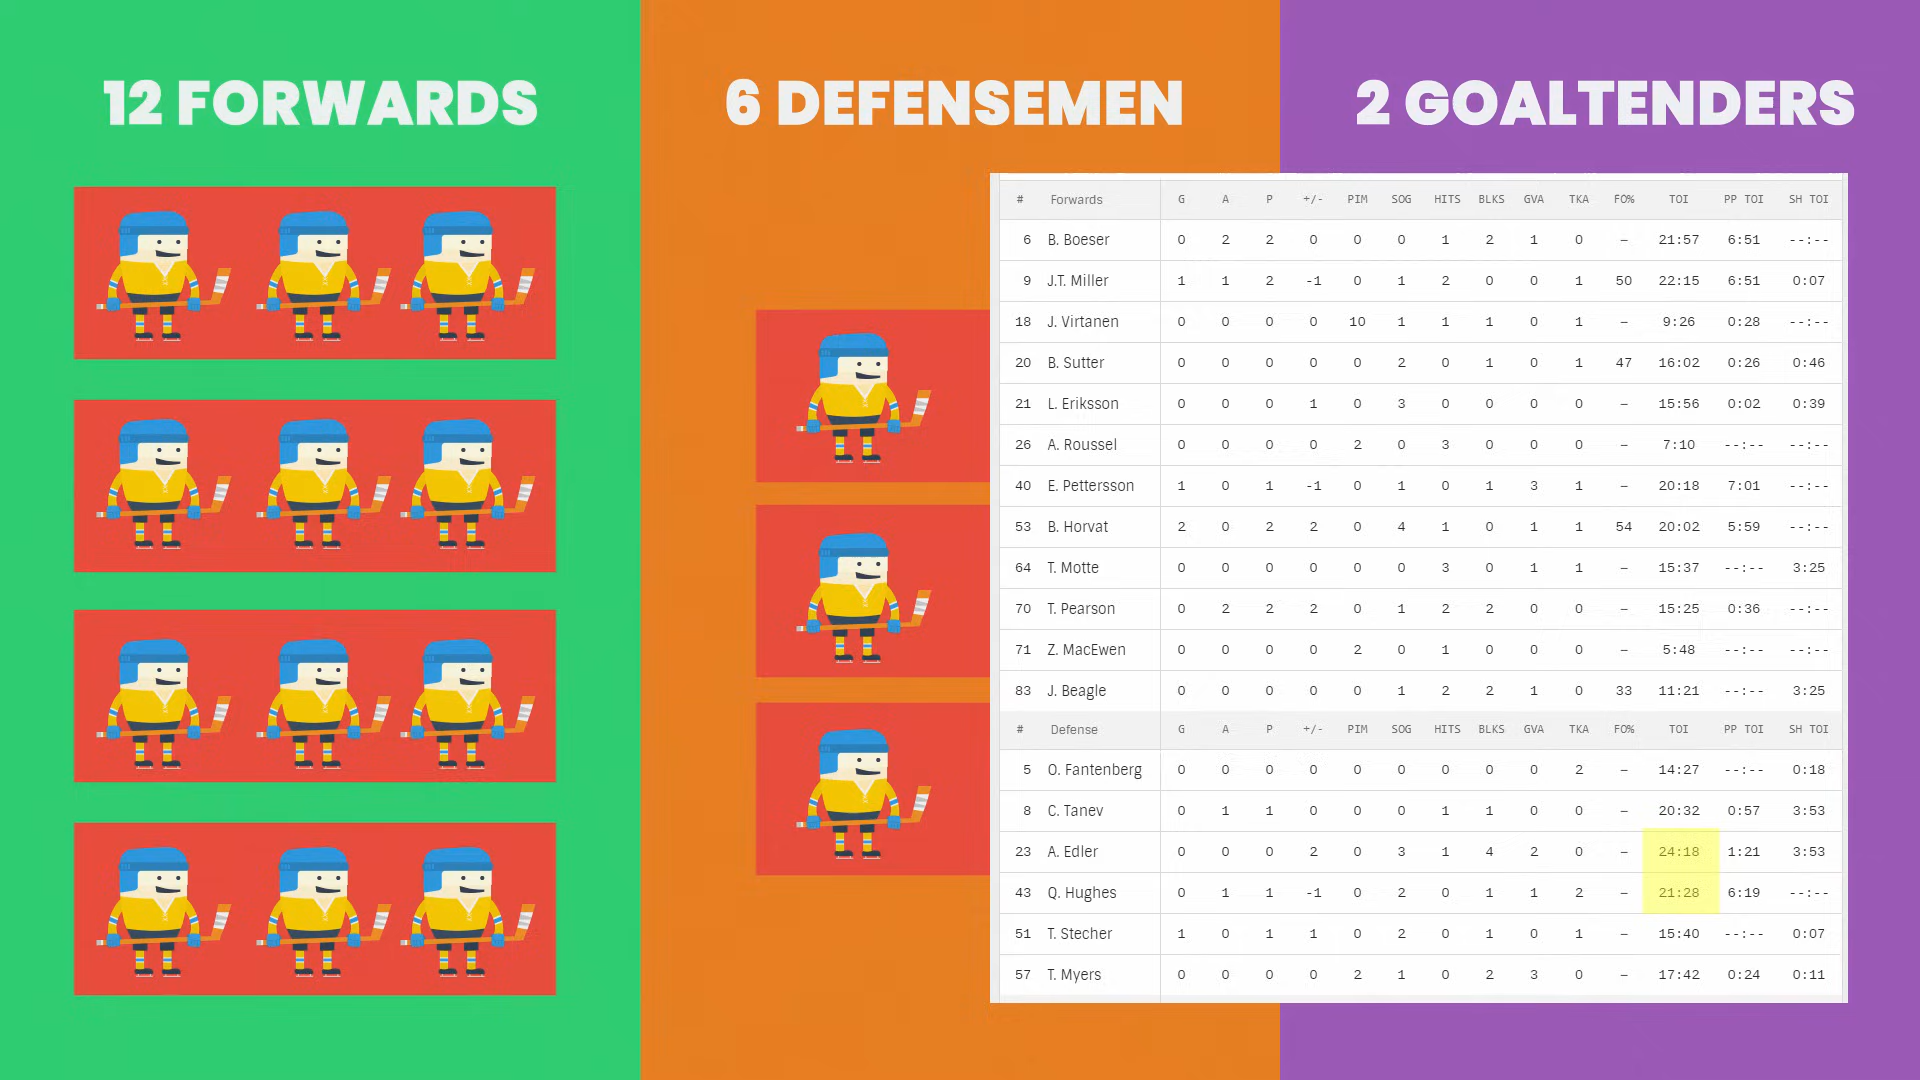 12 FORWARDS
6 DEFENSEMEN
2 GOALTENDERS
# Forwards G A P +/- PIM SOG HITS BLKS GVA TKA FO% TOI PP TOI SH TOI
6 B. Boeser 0 2 2 0 0 0 1 2 1 0 – 21:57 6:51 --:--
9 J.T. Miller 1 1 2 -1 0 1 2 0 0 1 50 22:15 6:51 0:07
18 J. Virtanen 0 0 0 0 10 1 1 1 0 1 – 9:26 0:28 --:--
20 B. Sutter 0 0 0 0 0 2 0 1 0 1 47 16:02 0:26 0:46
21 L. Eriksson 0 0 0 1 0 3 0 0 0 0 – 15:56 0:02 0:39
26 A. Roussel 0 0 0 0 2 0 3 0 0 0 – 7:10 --:-- --:--
40 E. Pettersson 1 0 1 -1 0 1 0 1 3 1 – 20:18 7:01 --:--
53 B. Horvat 2 0 2 2 0 4 1 0 1 1 54 20:02 5:59 --:--
64 T. Motte 0 0 0 0 0 0 3 0 1 1 – 15:37 --:-- 3:25
70 T. Pearson 0 2 2 2 0 1 2 2 0 0 – 15:25 0:36 --:--
71 Z. MacEwen 0 0 0 0 2 0 1 0 0 0 – 5:48 --:-- --:--
83 J. Beagle 0 0 0 0 0 1 2 2 1 0 33 11:21 --:-- 3:25
# Defense G A P +/- PIM SOG HITS BLKS GVA TKA FO% TOI PP TOI SH TOI
5 O. Fantenberg 0 0 0 0 0 0 0 0 0 2 – 14:27 --:-- 0:18
8 C. Tanev 0 1 1 0 0 0 1 1 0 0 – 20:32 0:57 3:53
23 A. Edler 0 0 0 2 0 3 1 4 2 0 – 24:18 1:21 3:53
43 Q. Hughes 0 1 1 -1 0 2 0 1 1 2 – 21:28 6:19 --:--
51 T. Stecher 1 0 1 1 0 2 0 1 0 1 – 15:40 --:-- 0:07
57 T. Myers 0 0 0 0 2 1 0 2 3 0 – 17:42 0:24 0:11